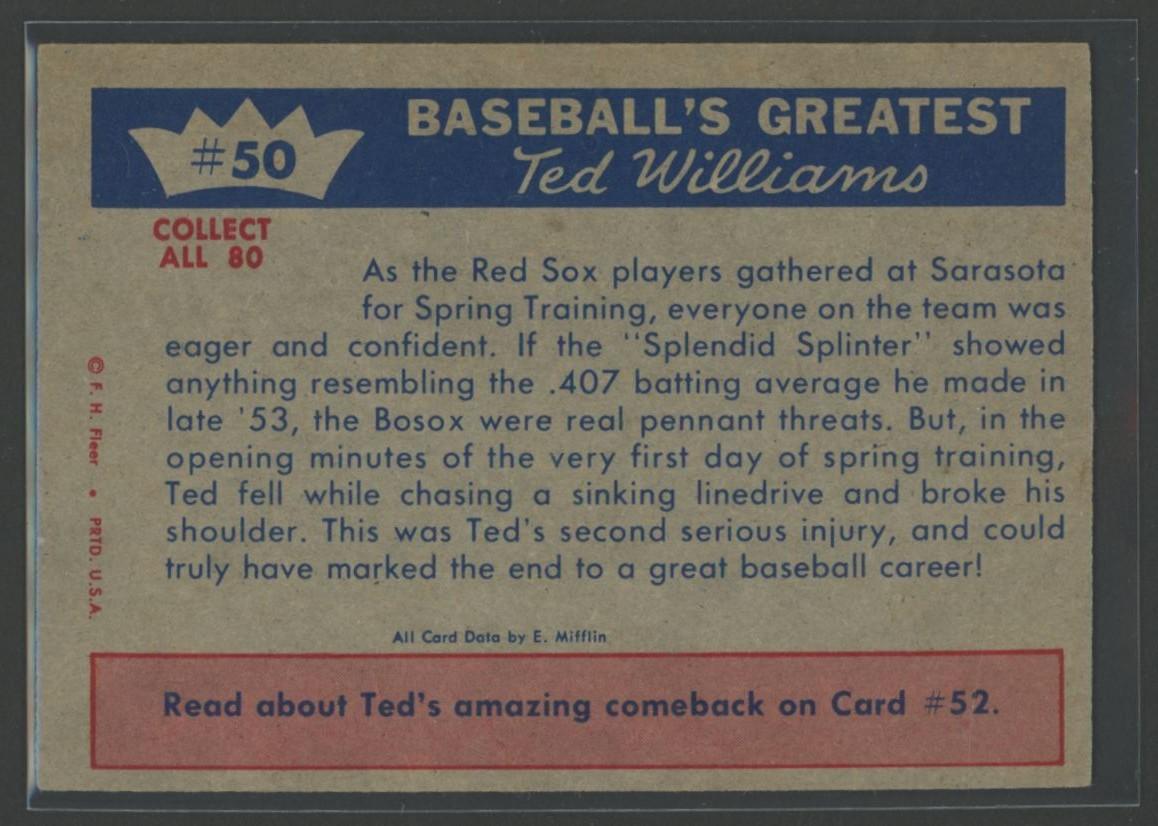 #50
BASEBALL'S GREATEST
Ted Williams
COLLECT
ALL 80
As the Red Sox players gathered at Sarasota
for Spring Training, everyone on the team was
eager and confident. If the "Splendid Splinter" showed
anything resembling the .407 batting average he made in
late '53, the Bosox were real pennant threats. But, in the
opening minutes of the very first day of spring training,
Ted fell while chasing a sinking linedrive and broke his
shoulder. This was Ted's second serious injury, and could
truly have marked the end to a great baseball career!
© F. H. Fleer • PRTD. U.S.A.
All Card Data by E. Mifflin
Read about Ted's amazing comeback on Card #52.